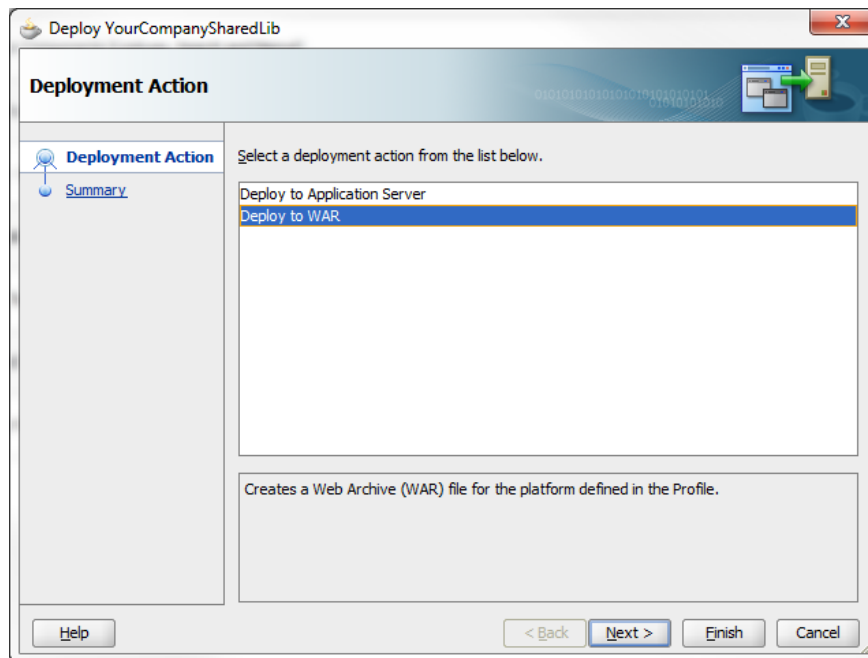 Deploy YourCompanySharedLib
Deployment Action
Deployment Action
Summary
Select a deployment action from the list below.
Deploy to Application Server
Deploy to WAR
Creates a Web Archive (WAR) file for the platform defined in the Profile.
Help
< Back
Next >
Finish
Cancel